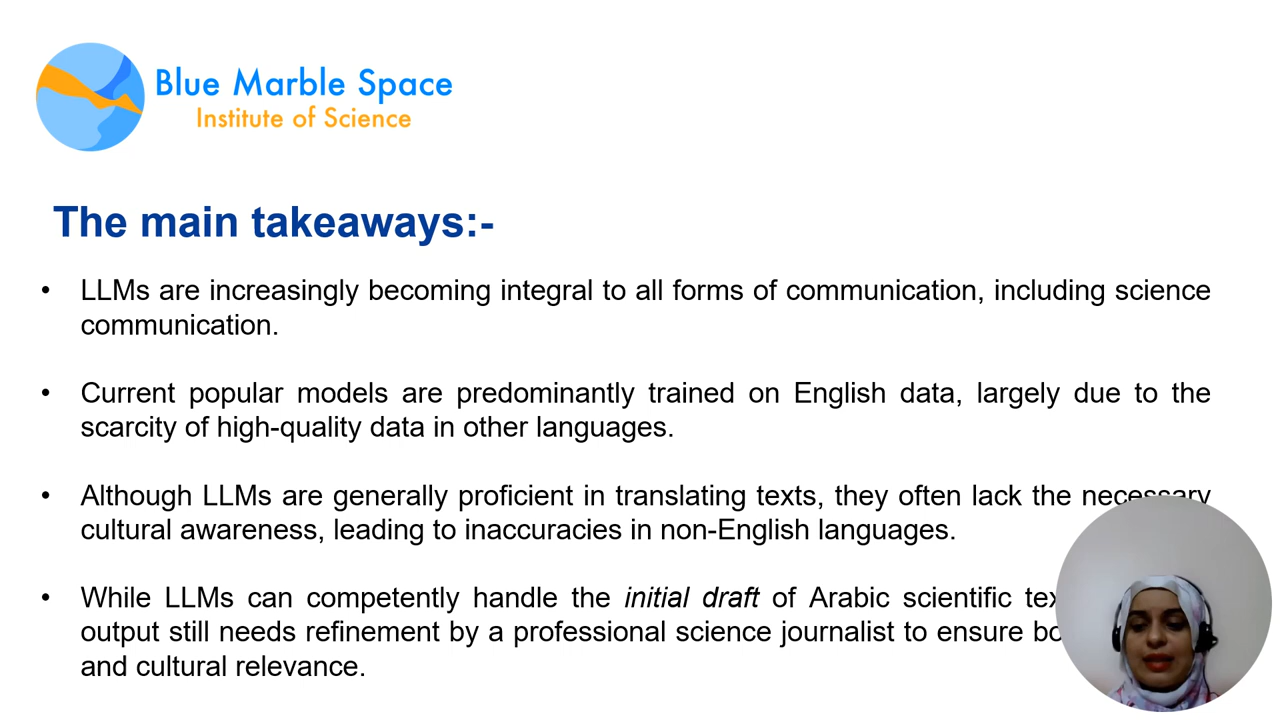 Blue Marble Space
Institute of Science
The main takeaways:-
• LLMs are increasingly becoming integral to all forms of communication, including science
communication.
• Current popular models are predominantly trained on English data, largely due to the
scarcity of high-quality data in other languages.
• Although LLMs are generally proficient in translating texts, they often lack the necessary
cultural awareness, leading to inaccuracies in non-English languages.
• While LLMs can competently handle the initial draft of Arabic scientific
output still needs refinement by a professional science journalist to ensure
and cultural relevance.